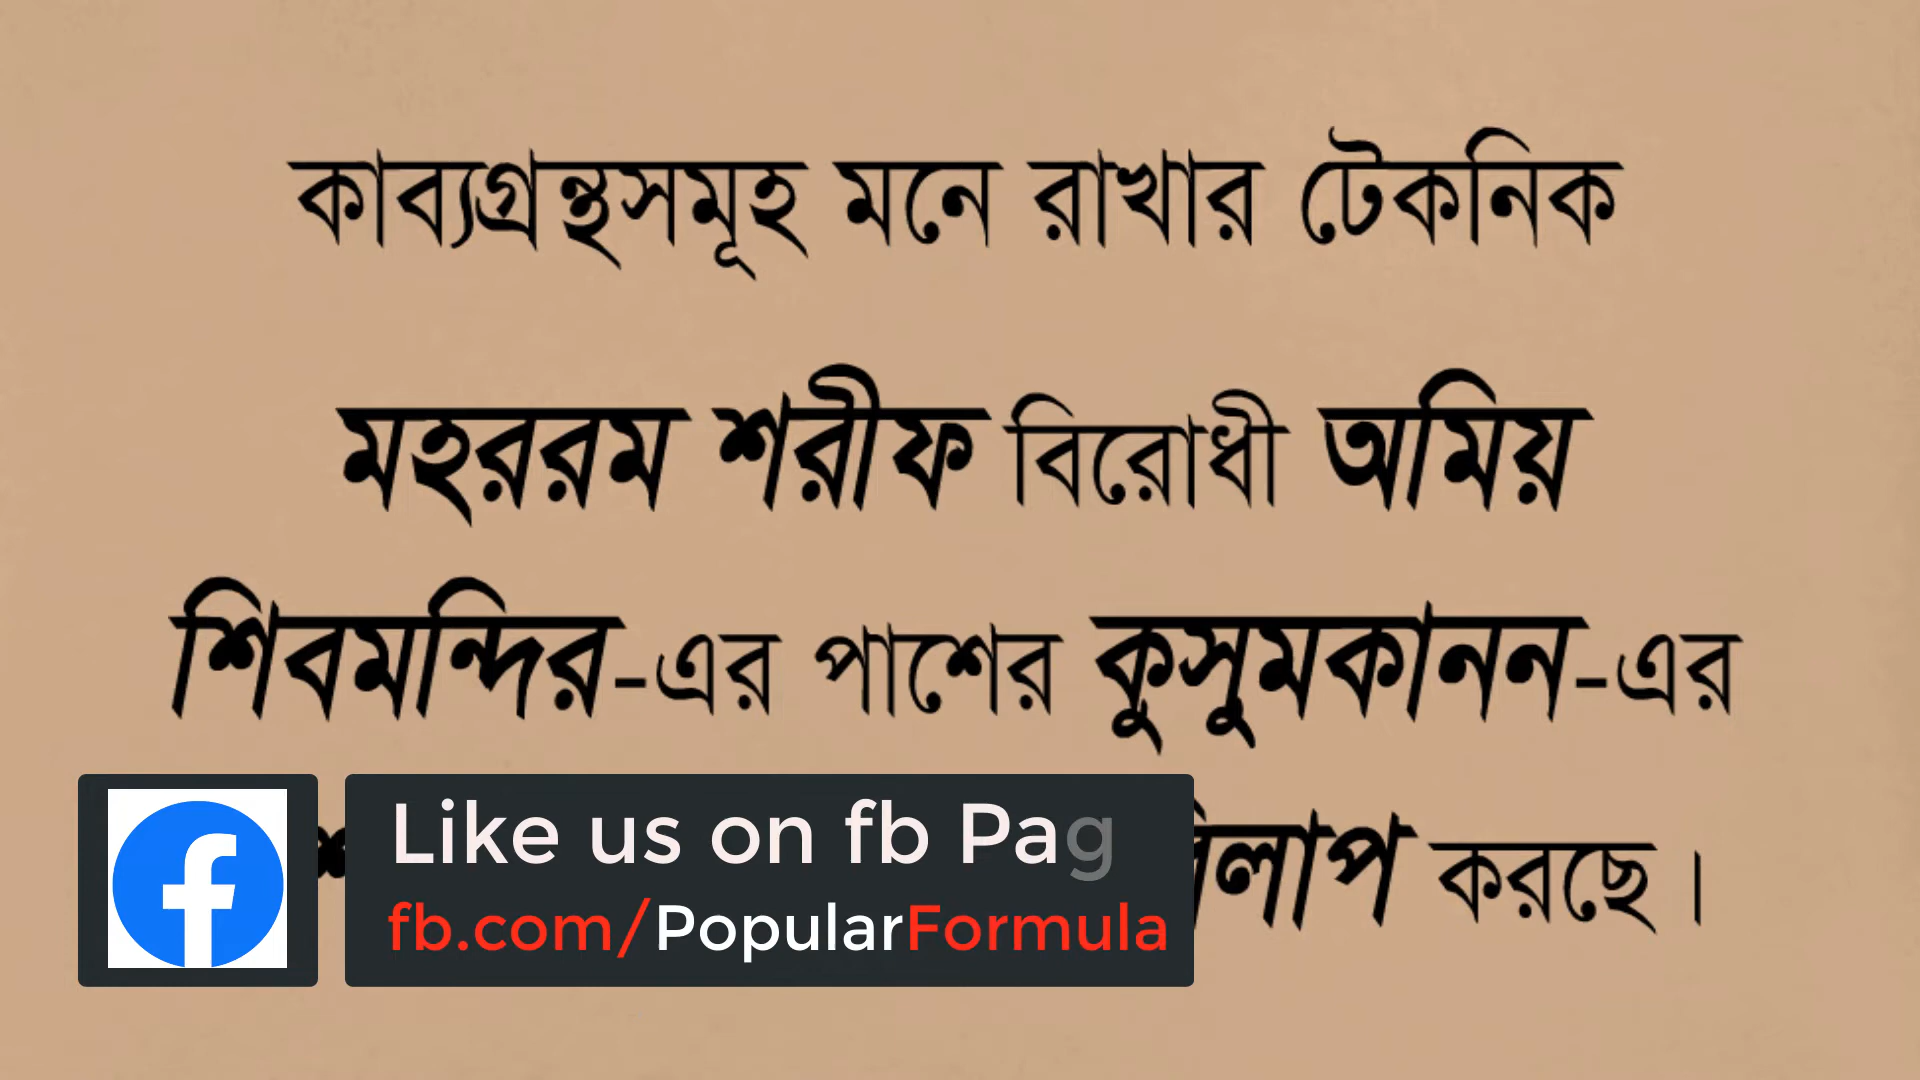 কাব্যগ্রন্থসমূহ মনে রাখার টেকনিক
মহররম শরীফ বিরোধী অমিয়
শিবমন্দির-এর পাশের কুসুমকানন-এর
করছে।
Like us on fb Pag
fb.com/PopularFormula